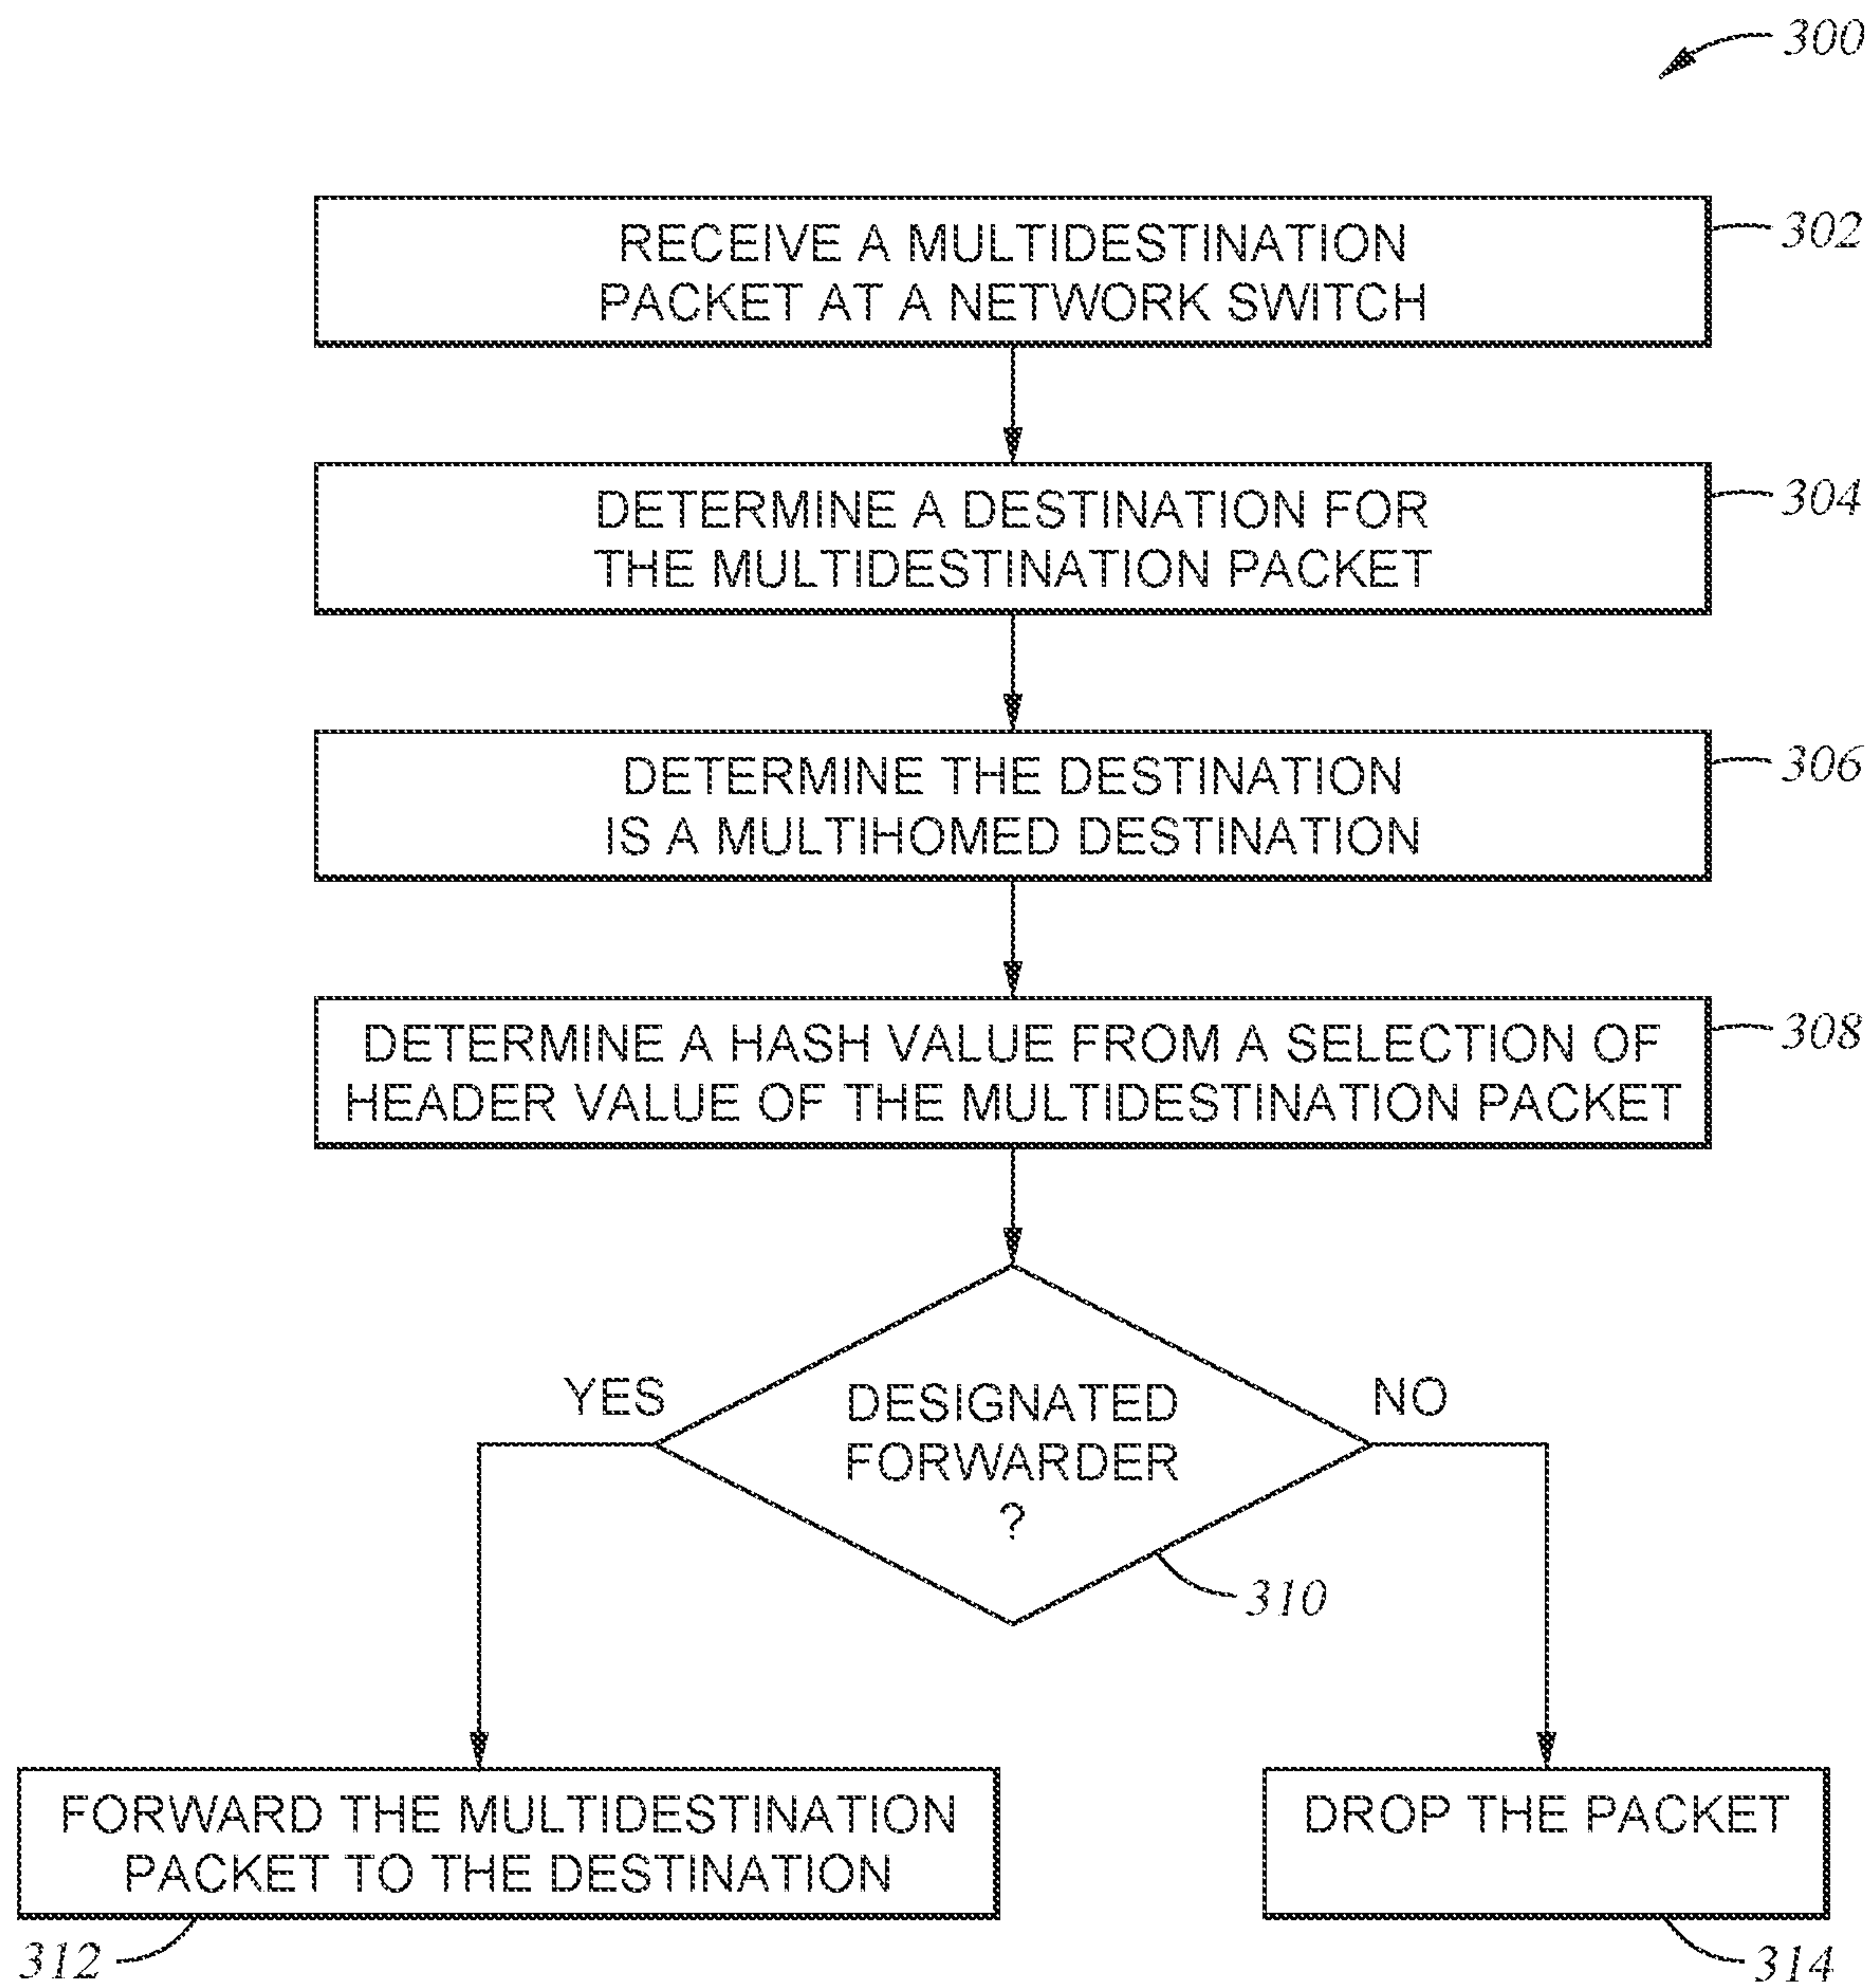 300
RECEIVE A MULTIDESTINATION
PACKET AT A NETWORK SWITCH
302
DETERMINE A DESTINATION FOR
THE MULTIDESTINATION PACKET
304
DETERMINE THE DESTINATION
IS A MULTIHOMED DESTINATION
306
DETERMINE A HASH VALUE FROM A SELECTION OF
HEADER VALUE OF THE MULTIDESTINATION PACKET
308
YES
DESIGNATED
FORWARDER
?
NO
310
FORWARD THE MULTIDESTINATION
PACKET TO THE DESTINATION
312
DROP THE PACKET
314